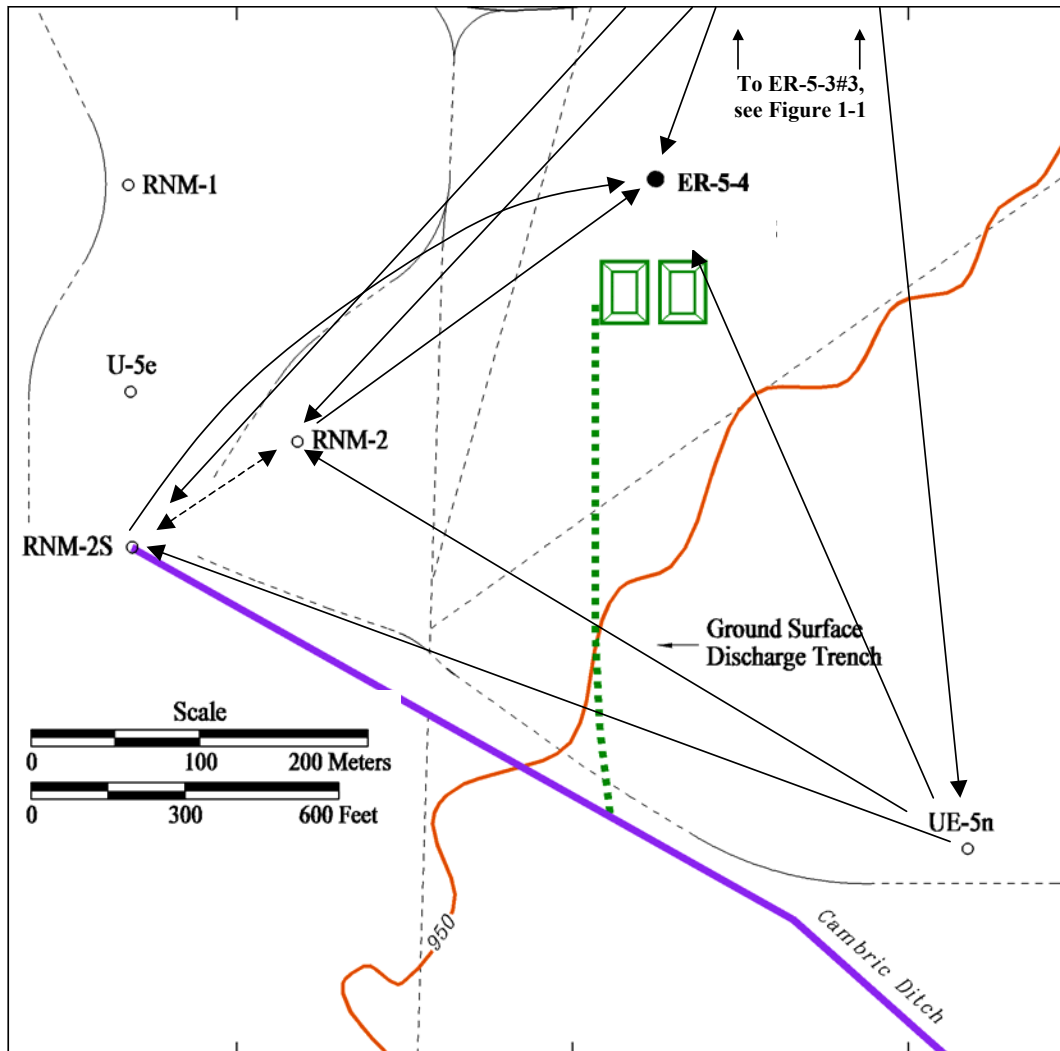 To ER-5-3#3,
see Figure 1-1
RNM-1
ER-5-4
U-5e
RNM-2
RNM-2S
Ground Surface
Discharge Trench
Scale
0 100 200 Meters
0 300 600 Feet
UE-5n
950
Cambric Ditch